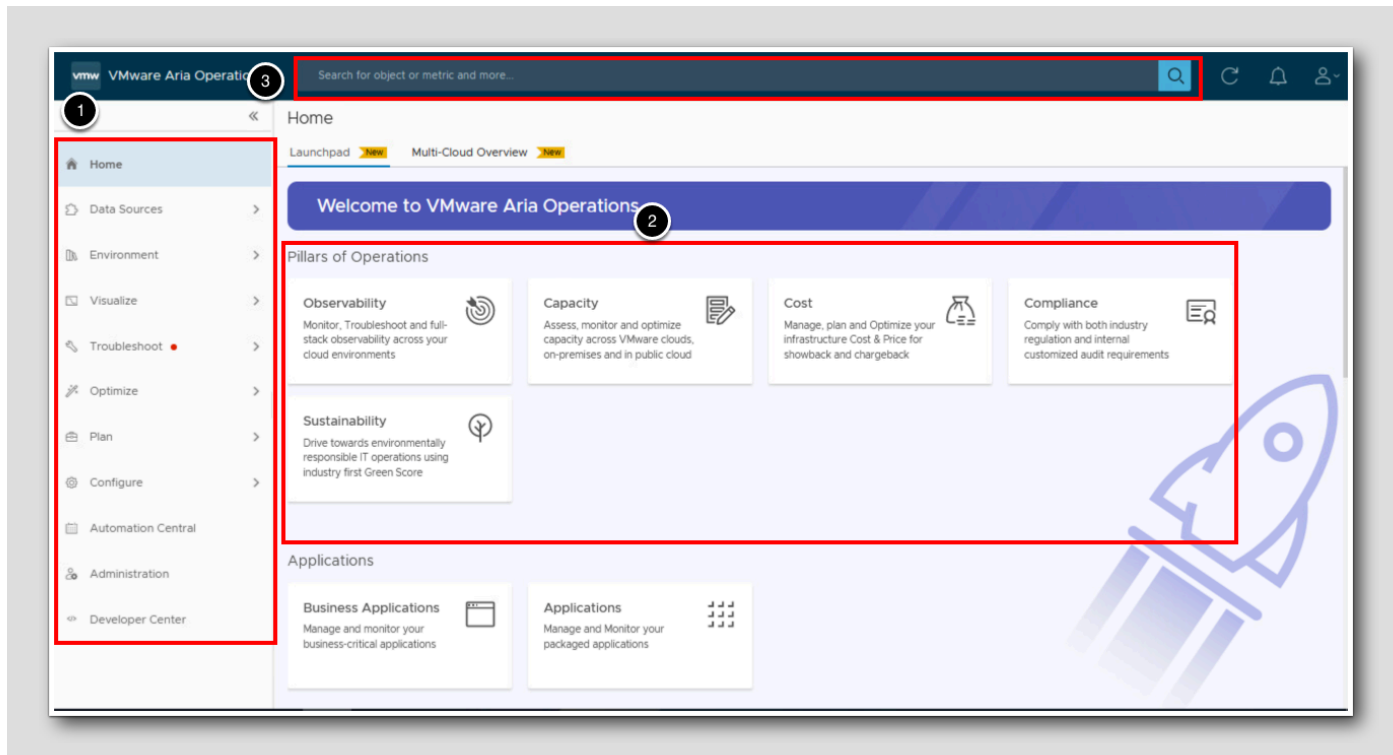 vmw VMware Aria Operatio 3 Search for object or metric and more...
1
Home
Launchpad New Multi-Cloud Overview New
Home
Data Sources
Environment
Visualize
Troubleshoot
Optimize
Plan
Configure
Automation Central
Administration
Developer Center
Welcome to VMware Aria Operations
2
Pillars of Operations
Observability
Monitor, Troubleshoot and full-
stack observability across your
cloud environments
Capacity
Assess, monitor and optimize
capacity across VMware clouds,
on-premises and in public cloud
Cost
Manage, plan and Optimize your
infrastructure Cost & Price for
showback and chargeback
Compliance
Comply with both industry
regulation and internal
customized audit requirements
Sustainability
Drive towards environmentally
responsible IT operations using
industry first Green Score
Applications
Business Applications
Manage and monitor your
business-critical applications
Applications
Manage and Monitor your
packaged applications